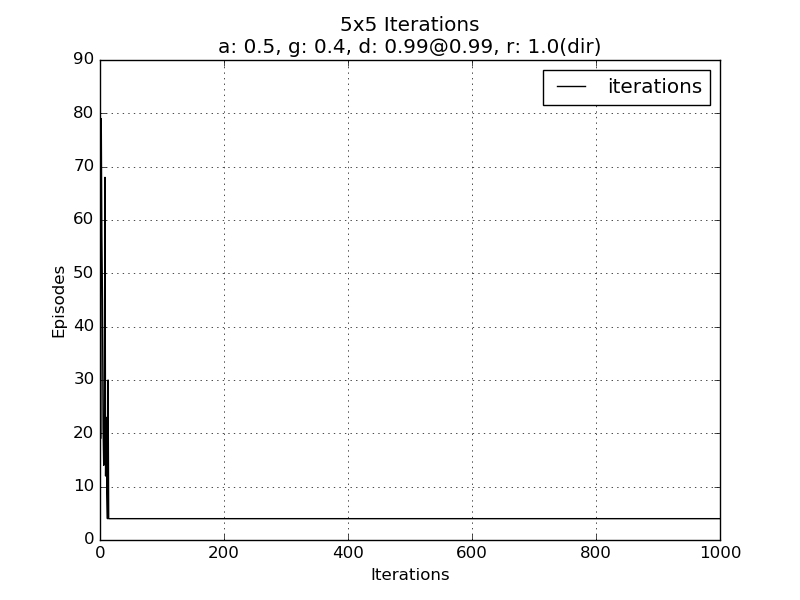 5x5 Iterations
a: 0.5, g: 0.4, d: 0.99@0.99, r: 1.0(dir)
iterations
90
80
70
60
50
40
30
20
10
0
Episodes
0 200 400 600 800 1000
Iterations